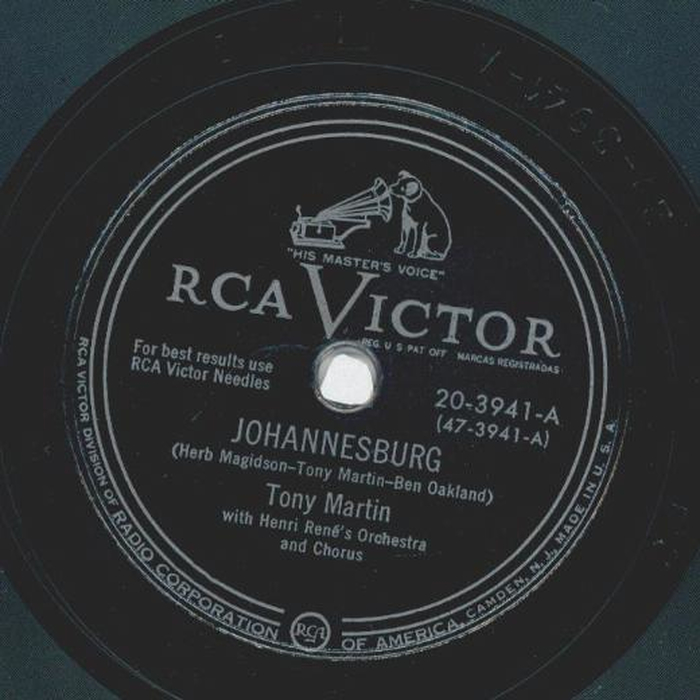 "HIS MASTER'S VOICE"
RCA VICTOR
REG. U S PAT OFF MARCAS REGISTRADAS
For best results use
RCA Victor Needles
20-3941-A
(47-3941-A)
JOHANNESBURG
(Herb Magidson–Tony Martin–Ben Oakland)
Tony Martin
with Henri René's Orchestra
and Chorus
RCA VICTOR DIVISION OF RADIO CORPORATION OF AMERICA, CAMDEN, N. J., MADE IN U. S. A.
RCA